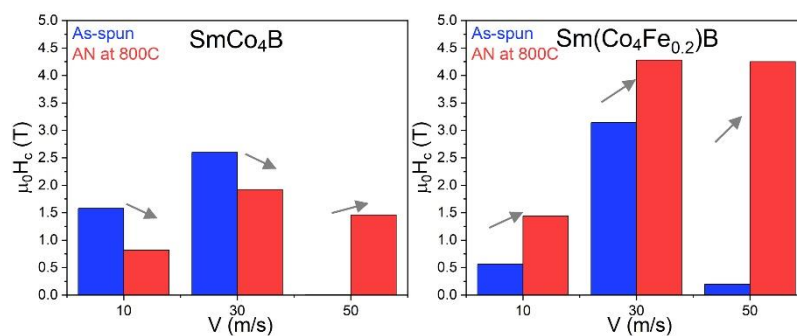 SmCo₄B
As-spun
AN at 800C
μ₀H_c (T)
5.0
4.5
4.0
3.5
3.0
2.5
2.0
1.5
1.0
0.5
0.0
10
30
50
V (m/s)
Sm(Co₄Fe₀.₂)B
As-spun
AN at 800C
μ₀H_c (T)
5.0
4.5
4.0
3.5
3.0
2.5
2.0
1.5
1.0
0.5
0.0
10
30
50
V (m/s)